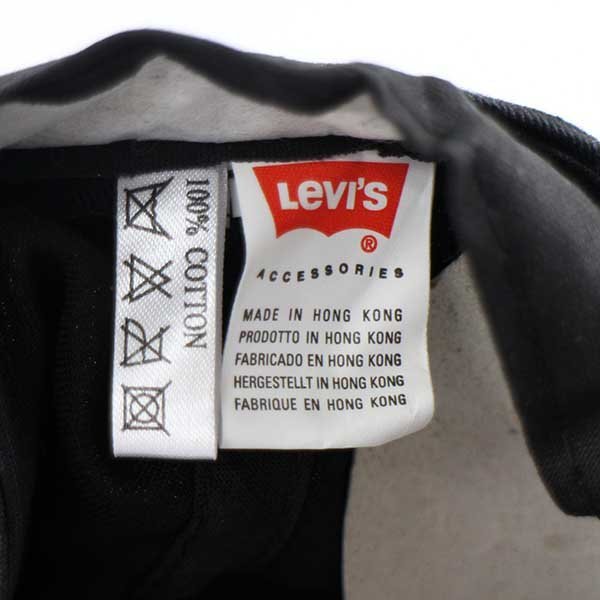 100% COTTON
Levi's
®
ACCESSORIES
MADE IN HONG KONG
PRODOTTO IN HONG KONG
FABRICADO EN HONG KONG
HERGESTELLT IN HONG KONG
FABRIQUE EN HONG KONG